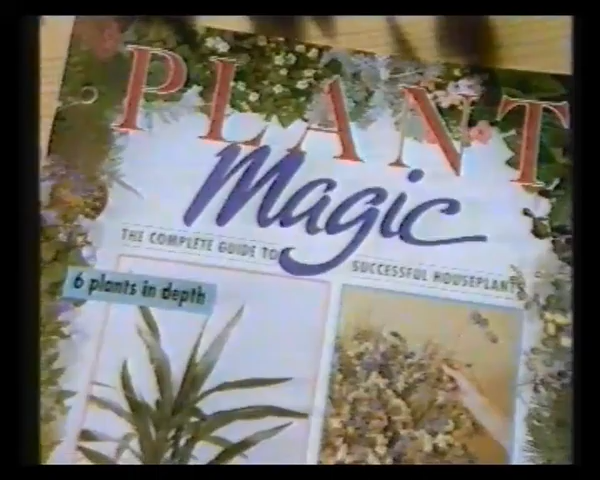 PLANT
Magic
THE COMPLETE GUIDE TO SUCCESSFUL HOUSEPLANTS
6 plants in depth